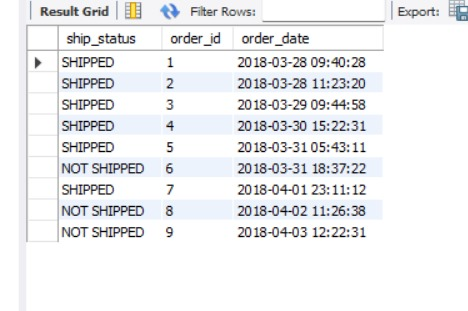 Result Grid Filter Rows: Export:
ship_status order_id order_date
SHIPPED 1 2018-03-28 09:40:28
SHIPPED 2 2018-03-28 11:23:20
SHIPPED 3 2018-03-29 09:44:58
SHIPPED 4 2018-03-30 15:22:31
SHIPPED 5 2018-03-31 05:43:11
NOT SHIPPED 6 2018-03-31 18:37:22
SHIPPED 7 2018-04-01 23:11:12
NOT SHIPPED 8 2018-04-02 11:26:38
NOT SHIPPED 9 2018-04-03 12:22:31